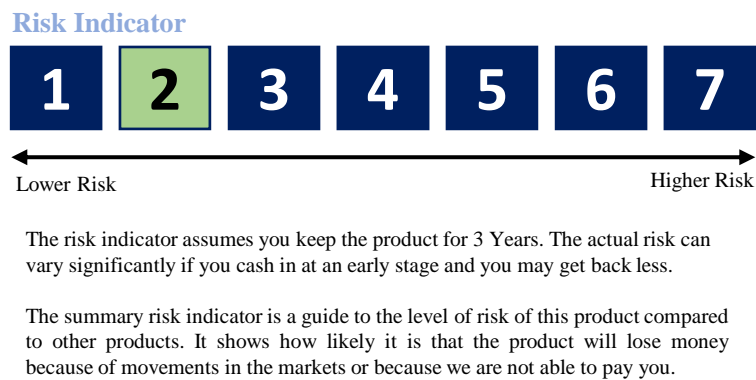 Risk Indicator
1 2 3 4 5 6 7
Lower Risk Higher Risk
The risk indicator assumes you keep the product for 3 Years. The actual risk can
vary significantly if you cash in at an early stage and you may get back less.
The summary risk indicator is a guide to the level of risk of this product compared
to other products. It shows how likely it is that the product will lose money
because of movements in the markets or because we are not able to pay you.